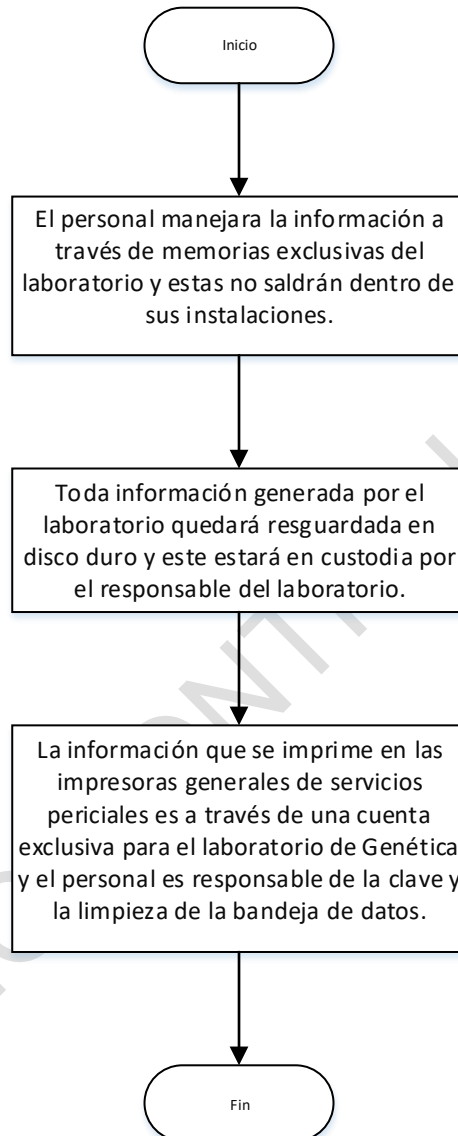 Inicio
El personal manejara la información a
través de memorias exclusivas del
laboratorio y estas no saldrán dentro de
sus instalaciones.
Toda información generada por el
laboratorio quedará resguardada en
disco duro y este estará en custodia por
el responsable del laboratorio.
La información que se imprime en las
impresoras generales de servicios
periciales es a través de una cuenta
exclusiva para el laboratorio de Genética
y el personal es responsable de la clave y
la limpieza de la bandeja de datos.
Fin